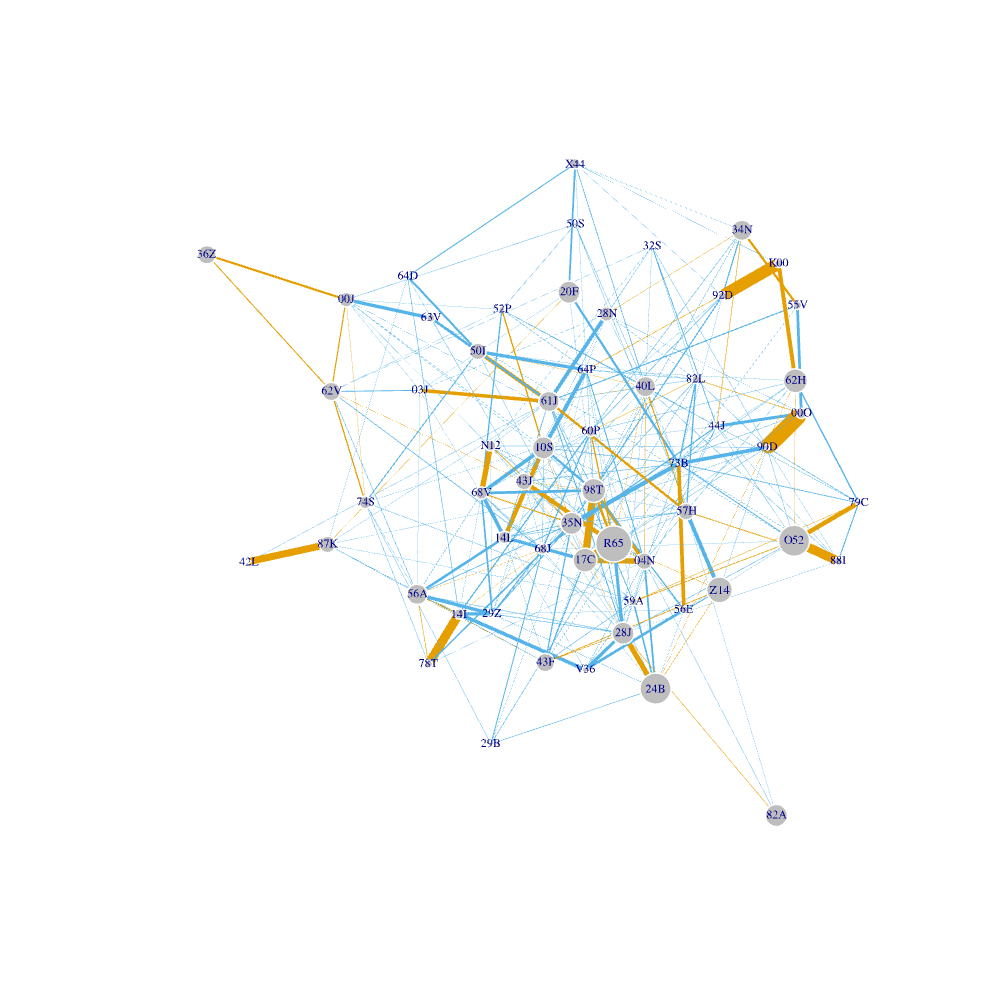 X44
50S
34N
32S
36Z
K00
64D
20F
92D
00J
55V
52P
28N
63V
50I
64P
82L
62H
40L
62V
03J
61J
00O
44J
60P
N12
10S
90D
73B
43J
98T
68V
74S
79C
57H
35N
14L
O52
R65
87K
68J
42L
17C
04N
88I
Z14
56A
59A
56E
14I
29Z
28J
78T
43F
V36
24B
29B
82A